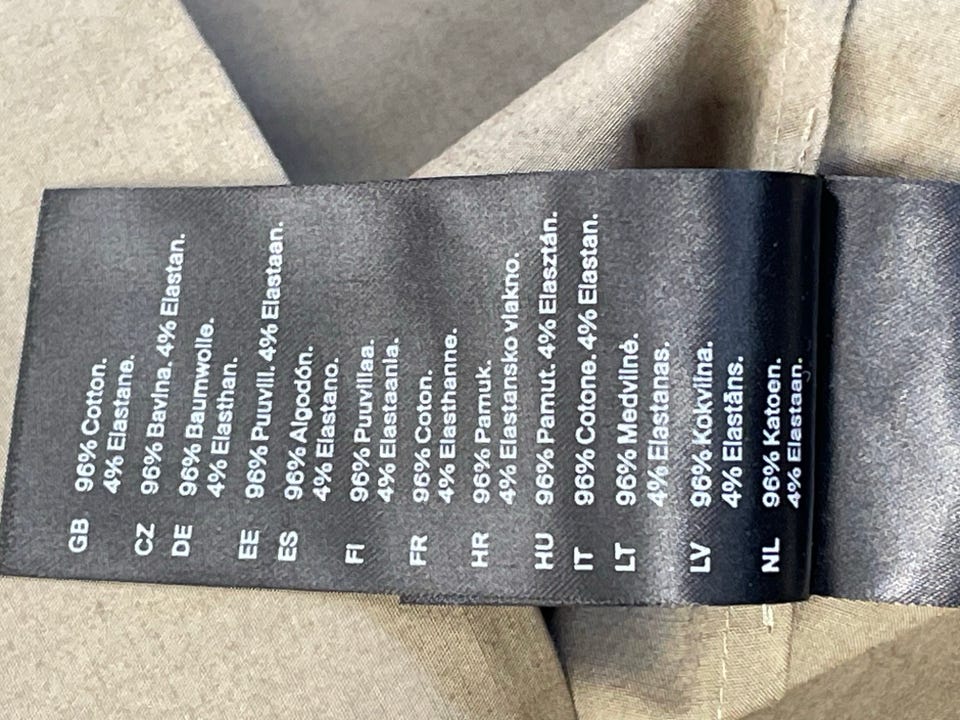 GB 96% Cotton.
4% Elastane.
CZ 96% Bavlna. 4% Elastan.
DE 96% Baumwolle.
4% Elasthan.
EE 96% Puuvill. 4% Elastaan.
ES 96% Algodón.
4% Elastano.
FI 96% Puuvillaa.
4% Elastaania.
FR 96% Coton.
4% Elasthanne.
HR 96% Pamuk.
4% Elastansko vlakno.
HU 96% Pamut. 4% Elasztán.
IT 96% Cotone. 4% Elastan.
LT 96% Medvilnė.
4% Elastanas.
LV 96% Kokvilna.
4% Elastāns.
NL 96% Katoen.
4% Elastaan.